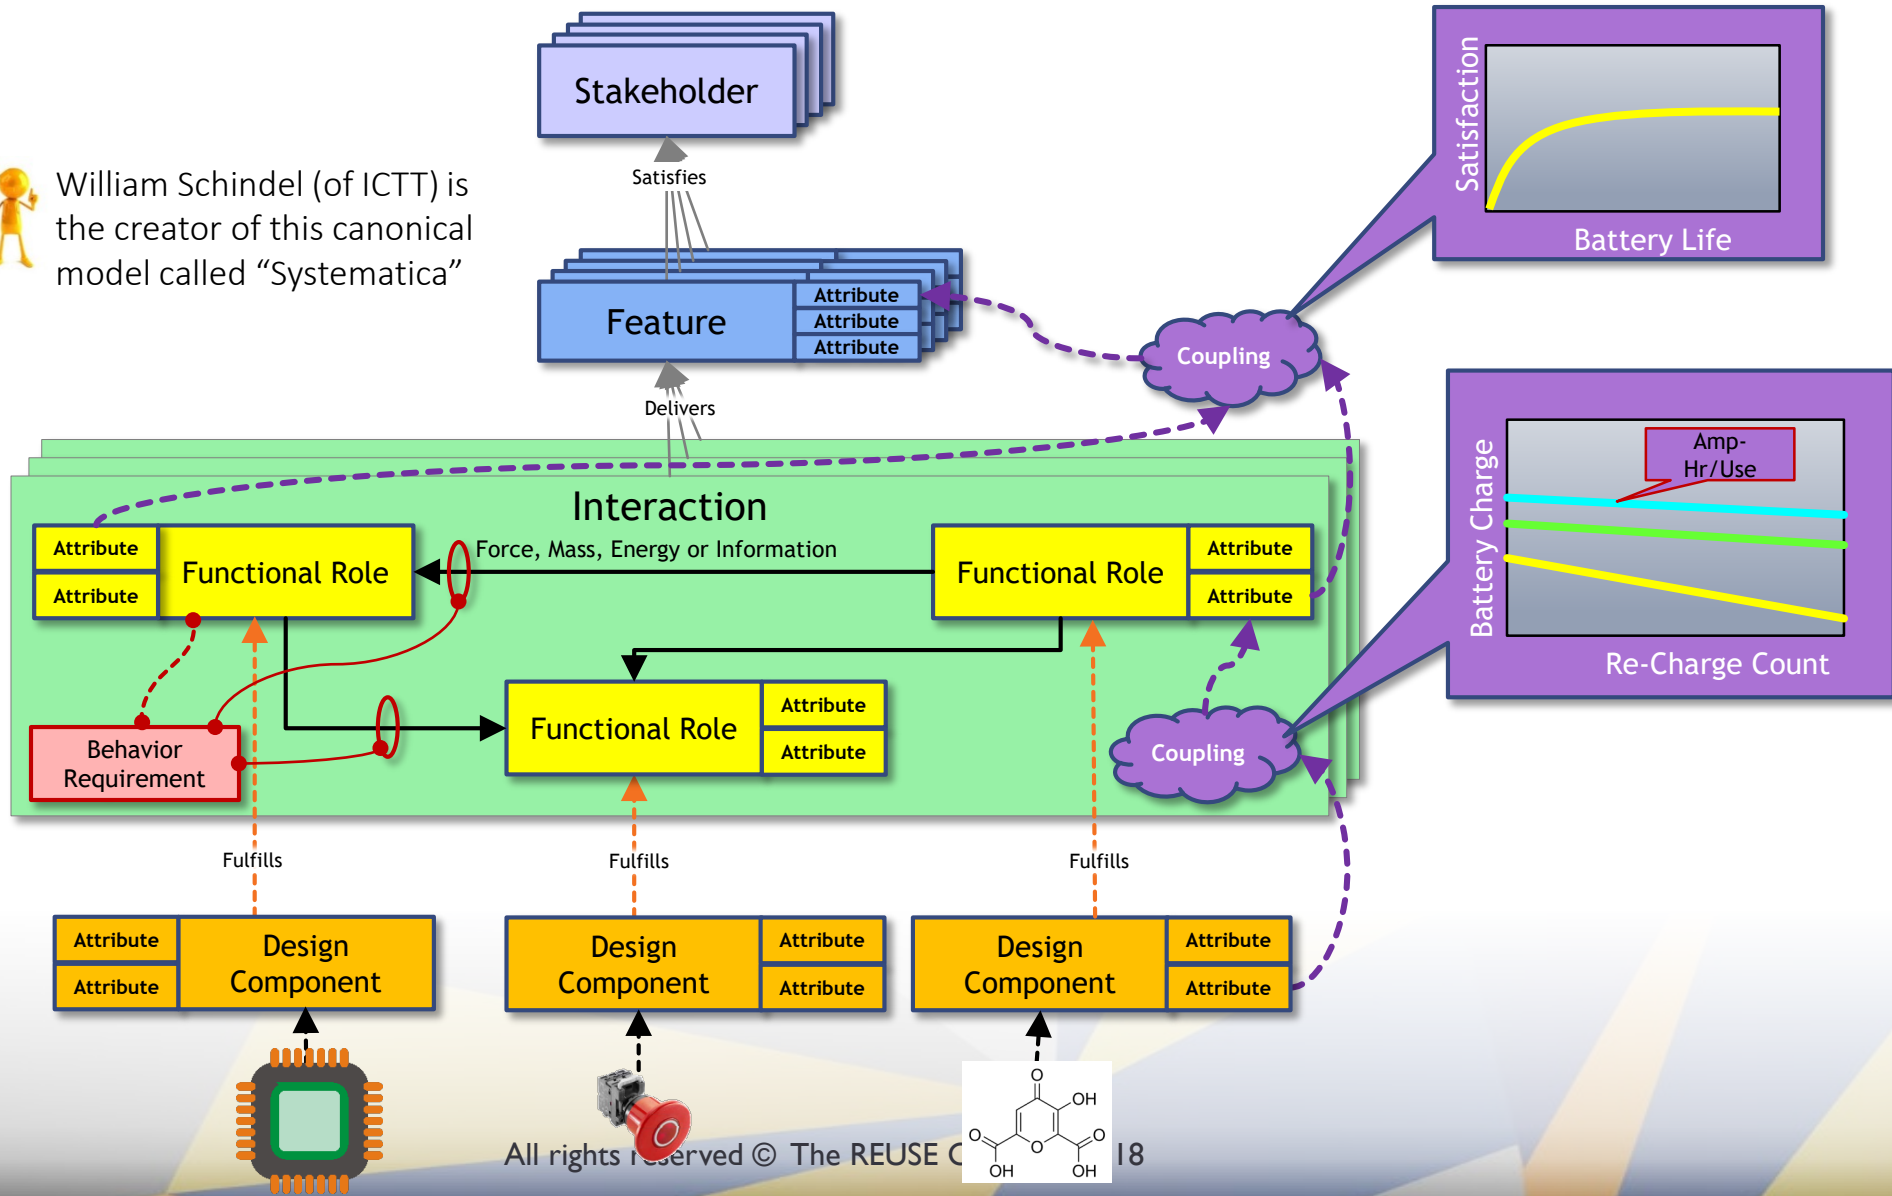 Stakeholder
Satisfies
William Schindel (of ICTT) is
the creator of this canonical
model called “Systematica”
Satisfaction
Battery Life
Feature
Attribute
Attribute
Attribute
Coupling
Delivers
Interaction
Force, Mass, Energy or Information
Attribute
Attribute
Functional Role
Functional Role
Attribute
Attribute
Battery Charge
Amp-
Hr/Use
Re-Charge Count
Functional Role
Attribute
Attribute
Coupling
Behavior
Requirement
Fulfills
Fulfills
Fulfills
Attribute
Attribute
Design
Component
Design
Component
Attribute
Attribute
Design
Component
Attribute
Attribute
O
OH
O
O
O
OH
OH
All rights reserved © The REUSE
18